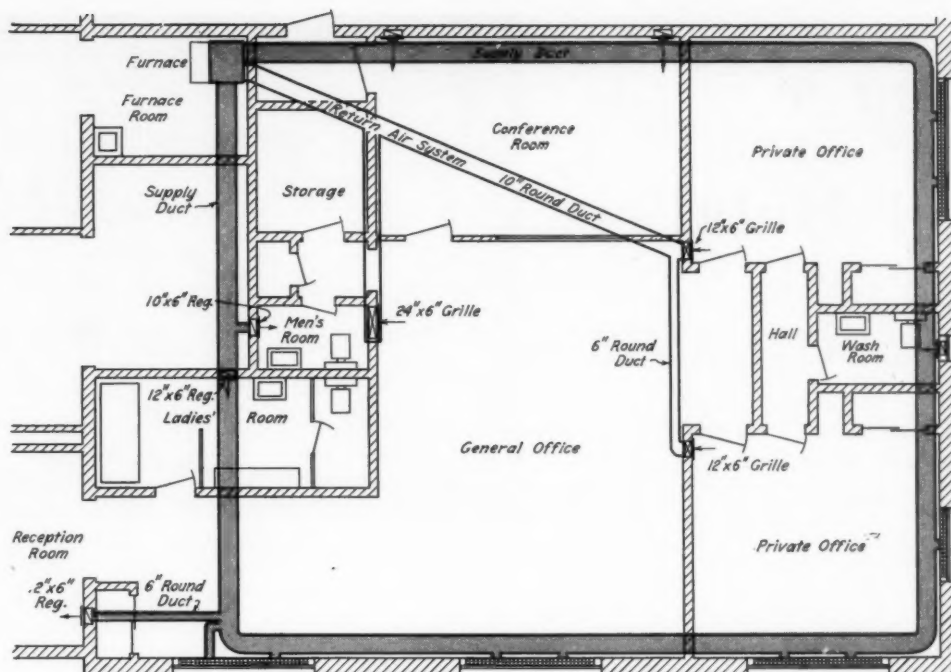 Furnace
Supply Duct
Furnace
Room
Return Air System
10" Round Duct
Conference
Room
Private Office
Supply
Duct
Storage
12"x6" Grille
10"x6" Reg.
Men's
Room
24"x6" Grille
6" Round
Duct
Hall
Wash
Room
12"x6" Reg.
Ladies'
Room
General Office
12"x6" Grille
Reception
Room
Private Office
.2"x6"
Reg.
6" Round
Duct